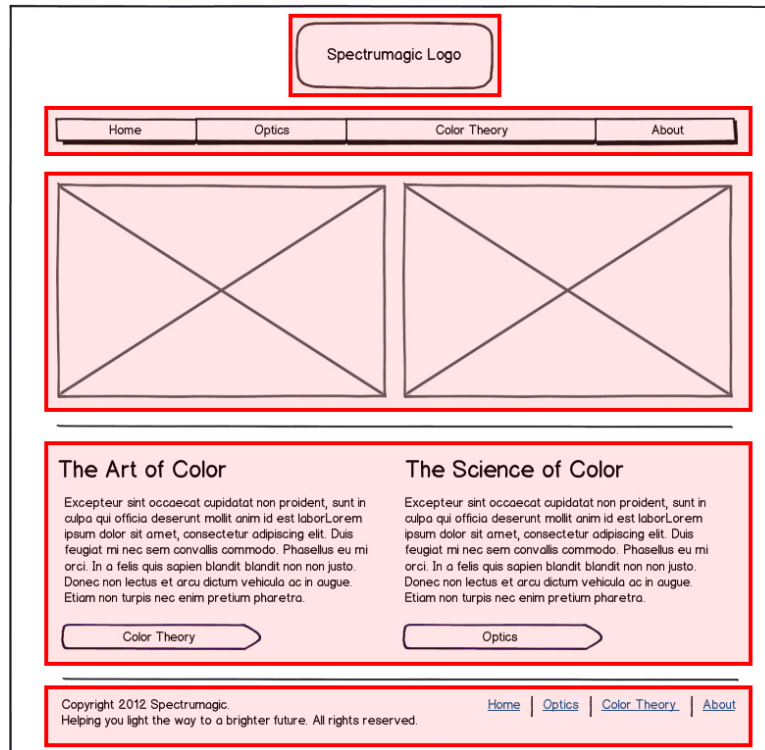 Spectrumagic Logo
Home Optics Color Theory About
The Art of Color
Excepteur sint occaecat cupidatat non proident, sunt in
culpa qui officia deserunt mollit anim id est laborLorem
ipsum dolor sit amet, consectetur adipiscing elit. Duis
feugiat mi nec sem convallis commodo. Phasellus eu mi
orci. In a felis quis sapien blandit blandit non non justo.
Donec non lectus et arcu dictum vehicula ac in augue.
Etiam non turpis nec enim pretium pharetra.
Color Theory
The Science of Color
Excepteur sint occaecat cupidatat non proident, sunt in
culpa qui officia deserunt mollit anim id est laborLorem
ipsum dolor sit amet, consectetur adipiscing elit. Duis
feugiat mi nec sem convallis commodo. Phasellus eu mi
orci. In a felis quis sapien blandit blandit non non justo.
Donec non lectus et arcu dictum vehicula ac in augue.
Etiam non turpis nec enim pretium pharetra.
Optics
Copyright 2012 Spectrumagic.
Helping you light the way to a brighter future. All rights reserved.
Home | Optics | Color Theory | About